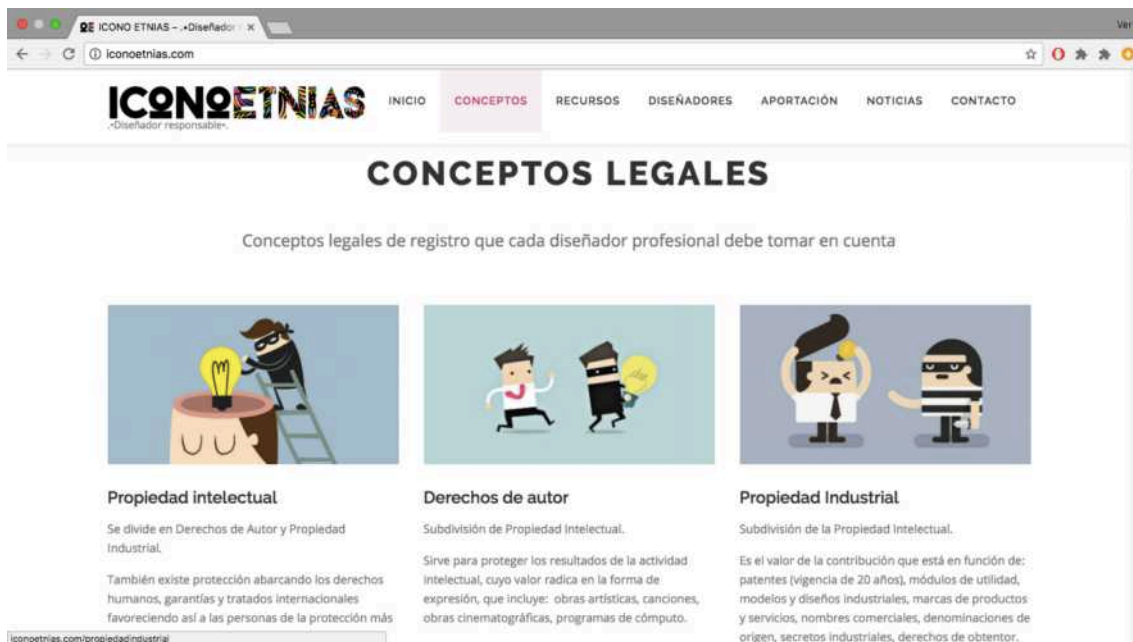 ICONO ETNIAS – .•Diseñador
Ver
iconoetnias.com
ICONOETNIAS
.•Diseñador responsable•.
INICIO CONCEPTOS RECURSOS DISEÑADORES APORTACIÓN NOTICIAS CONTACTO
CONCEPTOS LEGALES
Conceptos legales de registro que cada diseñador profesional debe tomar en cuenta
Propiedad intelectual
Se divide en Derechos de Autor y Propiedad
Industrial.
También existe protección abarcando los derechos
humanos, garantías y tratados internacionales
favoreciendo así a las personas de la protección más
Derechos de autor
Subdivisión de Propiedad Intelectual.
Sirve para proteger los resultados de la actividad
intelectual, cuyo valor radica en la forma de
expresión, que incluye: obras artísticas, canciones,
obras cinematográficas, programas de cómputo.
Propiedad Industrial
Subdivisión de la Propiedad Intelectual.
Es el valor de la contribución que está en función de:
patentes (vigencia de 20 años), módulos de utilidad,
modelos y diseños industriales, marcas de productos
y servicios, nombres comerciales, denominaciones de
origen, secretos industriales, derechos de obtentor.
iconoetnias.com/propiedadindustrial